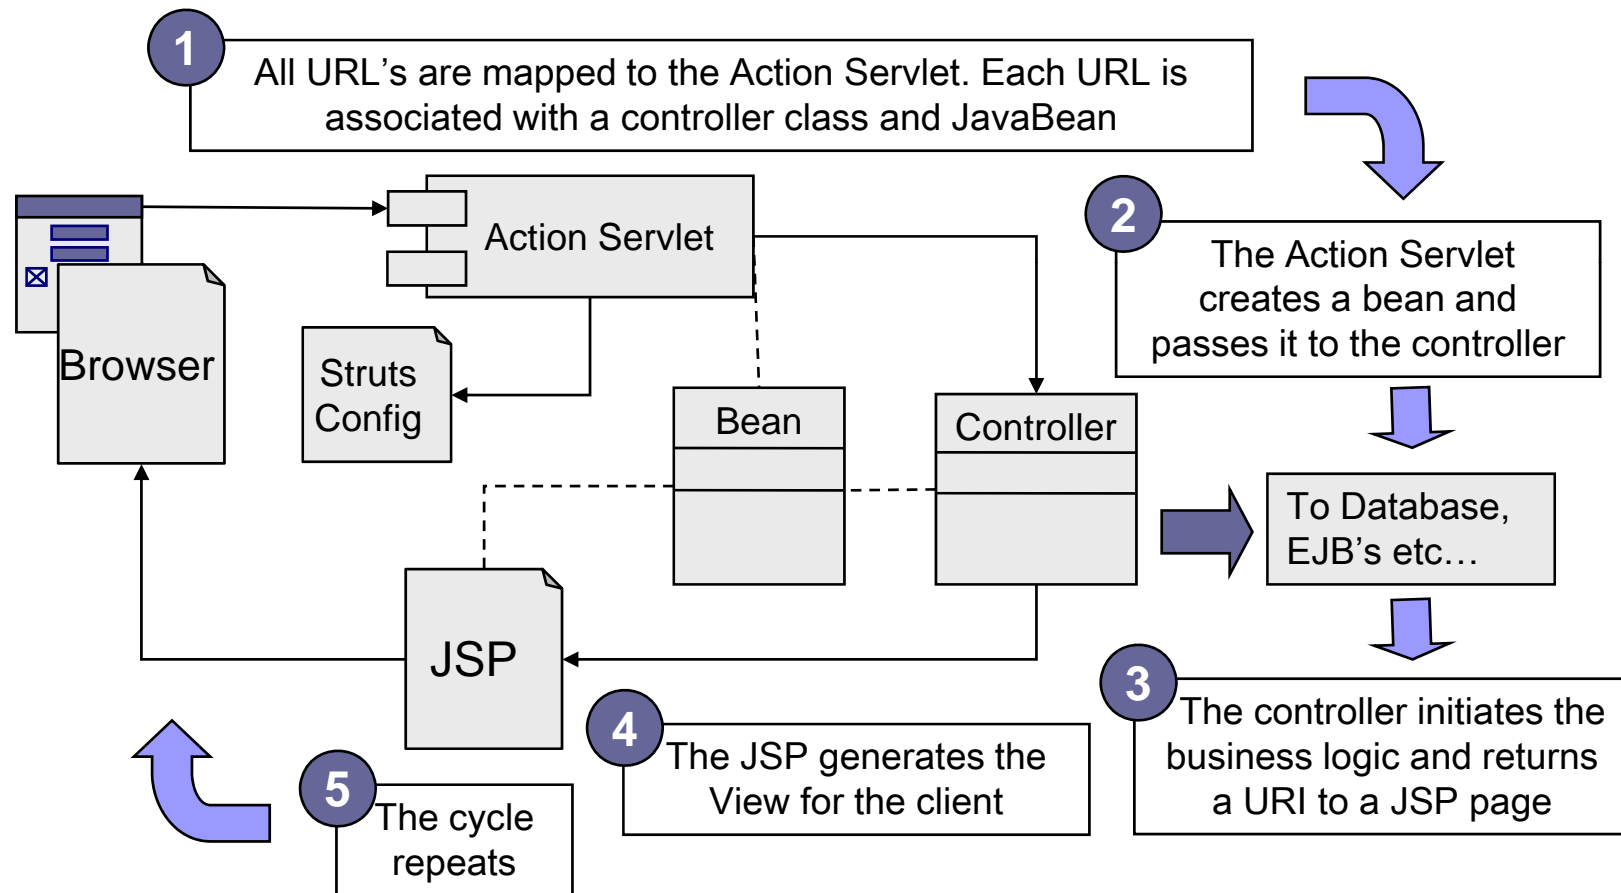 1
All URL’s are mapped to the Action Servlet. Each URL is
associated with a controller class and JavaBean
2
The Action Servlet
creates a bean and
passes it to the controller
Action Servlet
Browser
Struts
Config
Bean
Controller
To Database,
EJB’s etc…
JSP
3
The controller initiates the
business logic and returns
a URI to a JSP page
4
The JSP generates the
View for the client
5
The cycle
repeats